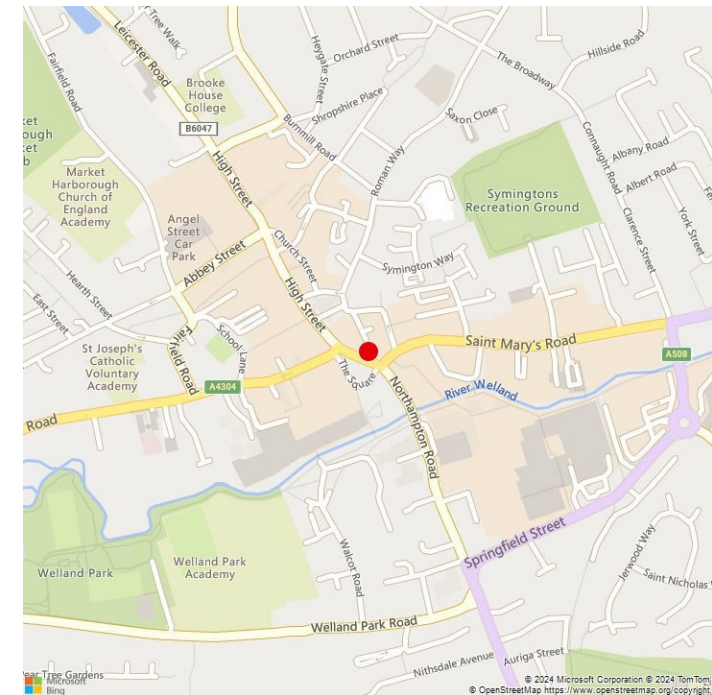 Tree Walk
Leicester Road
Fairfield Road
Brooke
House
College
Heygate Street
Orchard Street
The Broadway
Hillside Road
Shropshire Place
Burnmill Road
Saxon Close
B6047
High Street
Roman Way
Connaught Road
Albany Road
Albert Road
Market
Harborough
Church of
England
Academy
Symingtons
Recreation Ground
Clarence Street
York Street
Angel
Street
Car
Park
Church Street
Abbey Street
Symington Way
Hearth Street
East Street
High Street
School Lane
Fairfield Road
St Joseph's
Catholic
Voluntary
Academy
Saint Mary's Road
A508
The Square
A4304
River Welland
Northampton Road
Road
Springfield Street
Jerwood Way
Welland Park
Welland Park
Academy
Walcot Road
Saint Nicholas
Welland Park Road
Nithsdale Avenue
Auriga Street
ear Tree Gardens
Microsoft
Bing
© 2024 Microsoft Corporation © 2024 TomTom
© OpenStreetMap https://www.openstreetmap.org/copyright